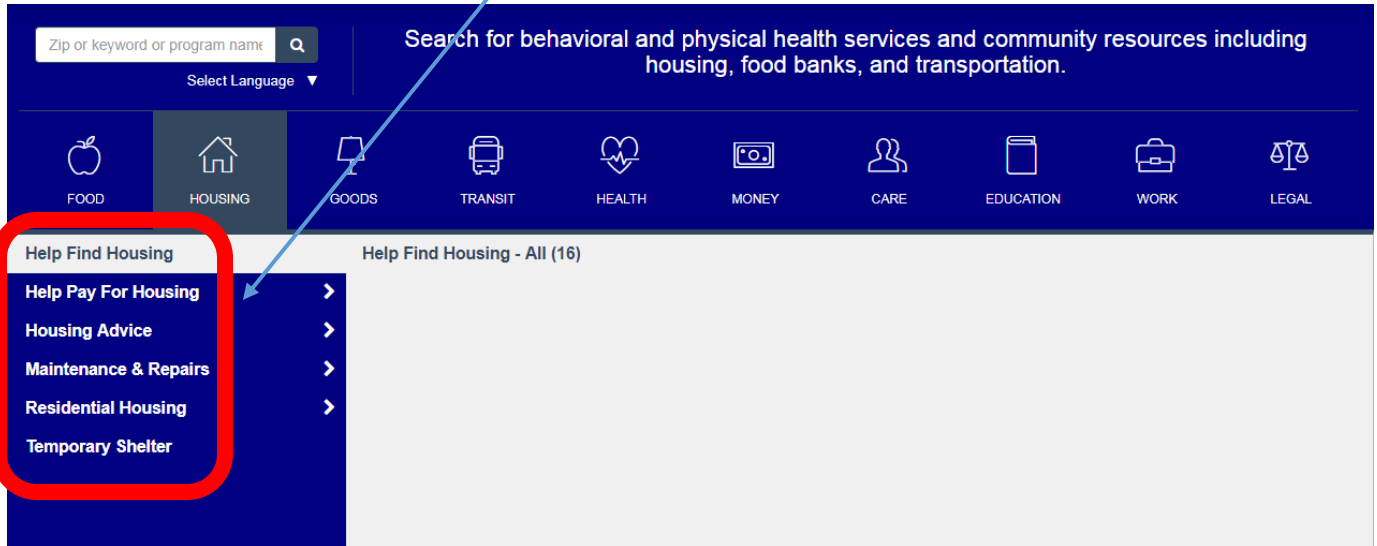 Zip or keyword or program name
Select Language ▼
Search for behavioral and physical health services and community resources including
housing, food banks, and transportation.
FOOD
HOUSING
GOODS
TRANSIT
HEALTH
MONEY
CARE
EDUCATION
WORK
LEGAL
Help Find Housing
Help Find Housing - All (16)
Help Pay For Housing
Housing Advice
Maintenance & Repairs
Residential Housing
Temporary Shelter